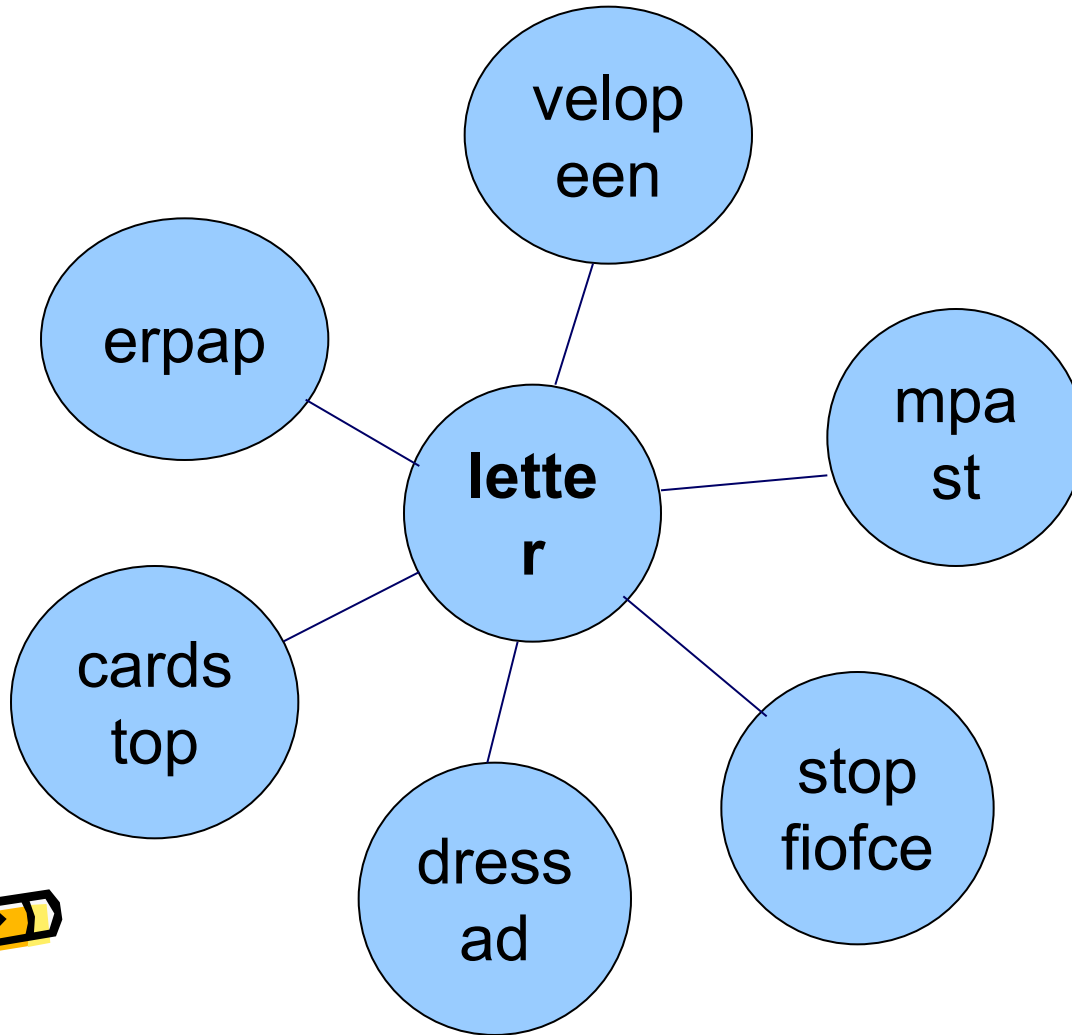 velop
een
erpap
mpa
st
lette
r
cards
top
stop
fiofce
dress
ad